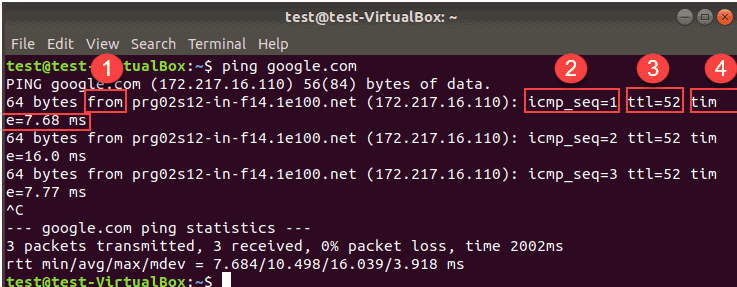 test@test-VirtualBox: ~
File Edit View Search Terminal Help
1 2 3 4
test@test-VirtualBox:~$ ping google.com
PING google.com (172.217.16.110) 56(84) bytes of data.
64 bytes from prg02s12-in-f14.1e100.net (172.217.16.110): icmp_seq=1 ttl=52 tim
e=7.68 ms
64 bytes from prg02s12-in-f14.1e100.net (172.217.16.110): icmp_seq=2 ttl=52 tim
e=16.0 ms
64 bytes from prg02s12-in-f14.1e100.net (172.217.16.110): icmp_seq=3 ttl=52 tim
e=7.77 ms
^C
--- google.com ping statistics ---
3 packets transmitted, 3 received, 0% packet loss, time 2002ms
rtt min/avg/max/mdev = 7.684/10.498/16.039/3.918 ms
test@test-VirtualBox:~$